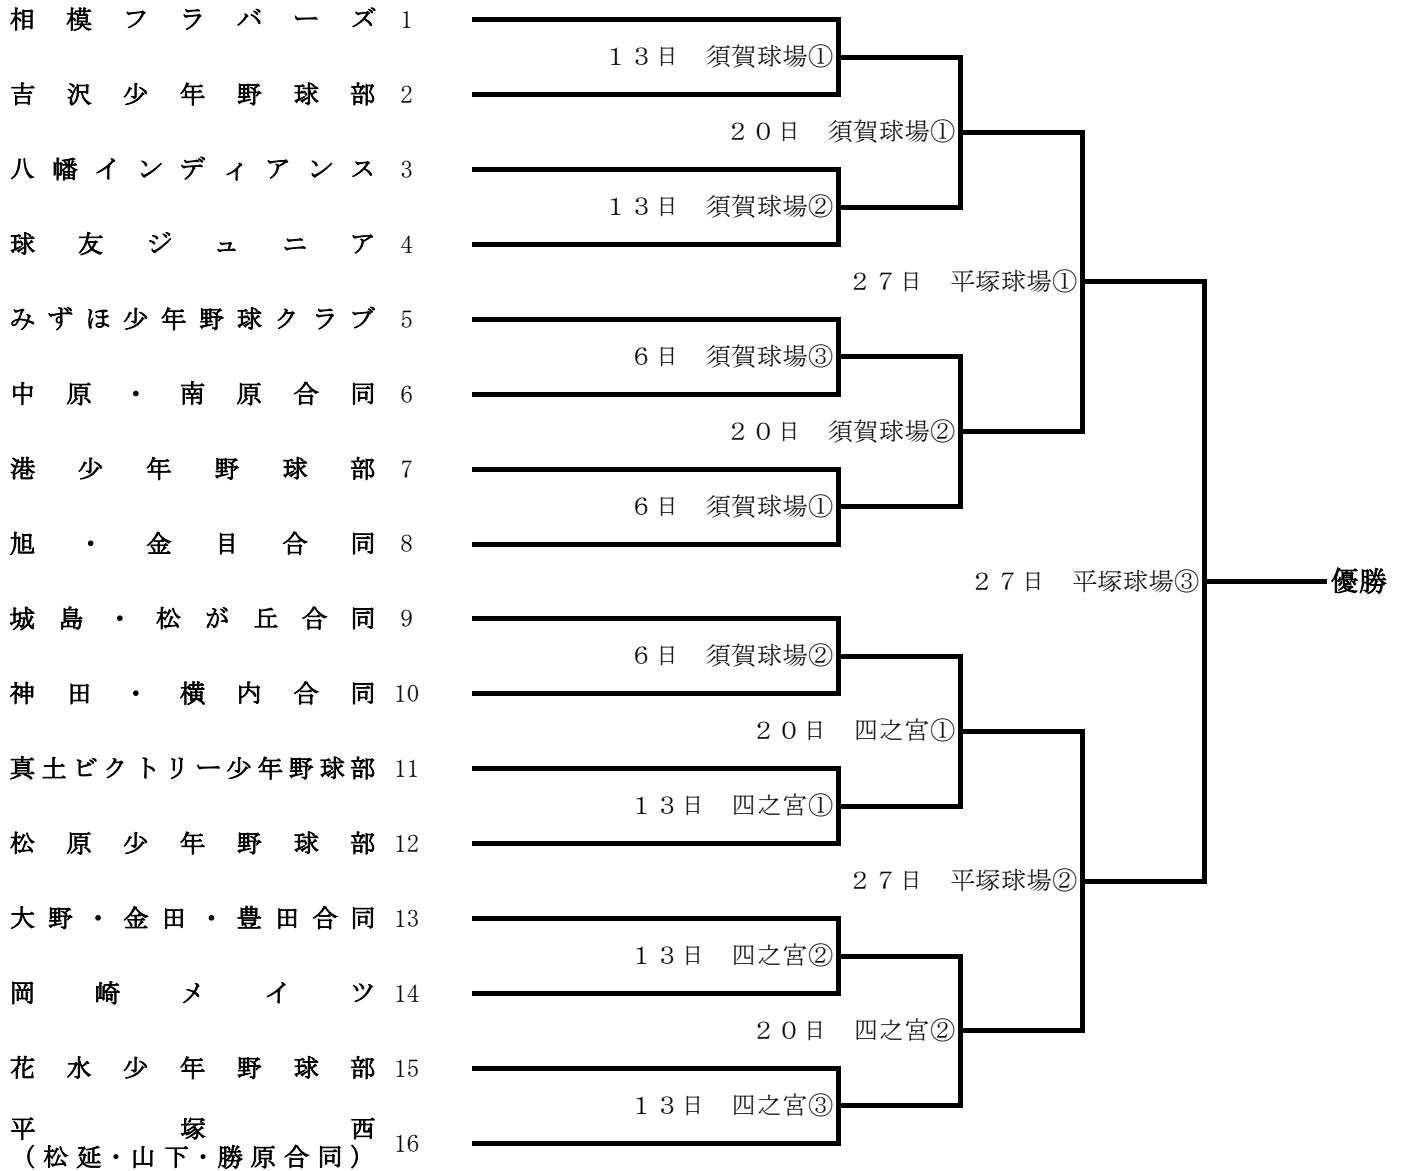 相模フラバーズ 1
１３日　須賀球場①
吉沢少年野球部 2
２０日　須賀球場①
八幡インディアンス 3
１３日　須賀球場②
球友ジュニア 4
２７日　平塚球場①
みずほ少年野球クラブ 5
６日　須賀球場③
中原・南原合同 6
２０日　須賀球場②
港少年野球部 7
６日　須賀球場①
旭・金目合同 8
２７日　平塚球場③ 優勝
城島・松が丘合同 9
６日　須賀球場②
神田・横内合同 10
２０日　四之宮①
真土ビクトリー少年野球部 11
１３日　四之宮①
松原少年野球部 12
２７日　平塚球場②
大野・金田・豊田合同 13
１３日　四之宮②
岡崎メイツ 14
２０日　四之宮②
花水少年野球部 15
１３日　四之宮③
平塚西 16
（松延・山下・勝原合同）